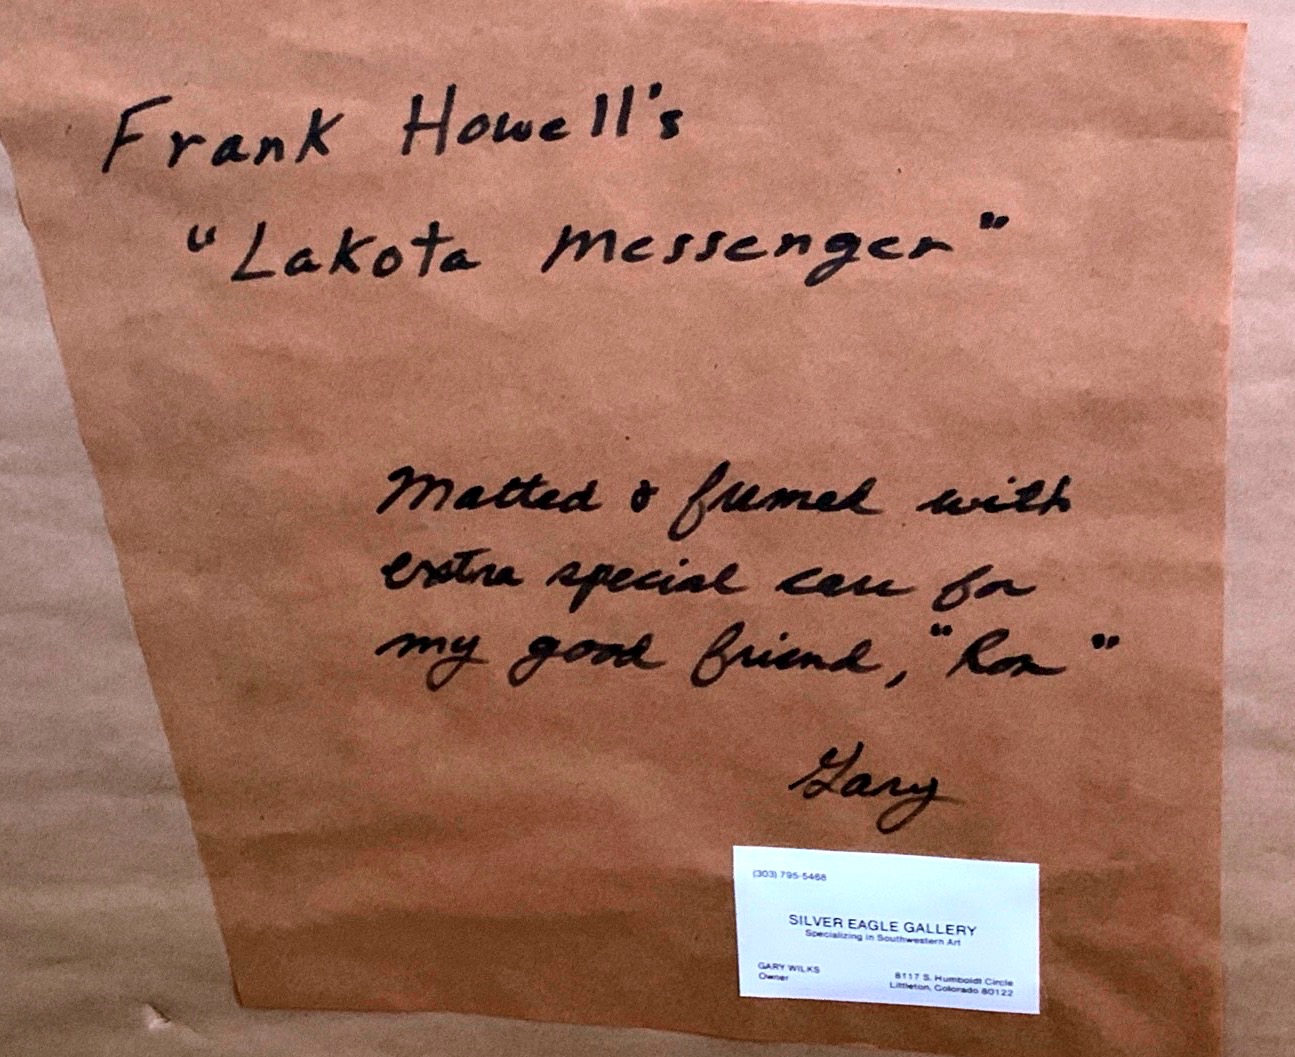 Frank Howell's
"Lakota Messenger"
Matted & framed with
extra special care for
my good friend, "Ron"
Gary
(303) 795-5468
SILVER EAGLE GALLERY
Specializing in Southwestern Art
GARY WILKS
Owner
8117 S. Humboldt Circle
Littleton, Colorado 80122